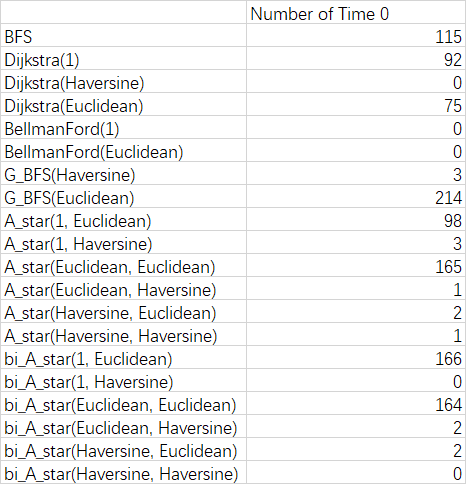 Number of Time 0
BFS 115
Dijkstra(1) 92
Dijkstra(Haversine) 0
Dijkstra(Euclidean) 75
BellmanFord(1) 0
BellmanFord(Euclidean) 0
G_BFS(Haversine) 3
G_BFS(Euclidean) 214
A_star(1, Euclidean) 98
A_star(1, Haversine) 3
A_star(Euclidean, Euclidean) 165
A_star(Euclidean, Haversine) 1
A_star(Haversine, Euclidean) 2
A_star(Haversine, Haversine) 1
bi_A_star(1, Euclidean) 166
bi_A_star(1, Haversine) 0
bi_A_star(Euclidean, Euclidean) 164
bi_A_star(Euclidean, Haversine) 2
bi_A_star(Haversine, Euclidean) 2
bi_A_star(Haversine, Haversine) 0